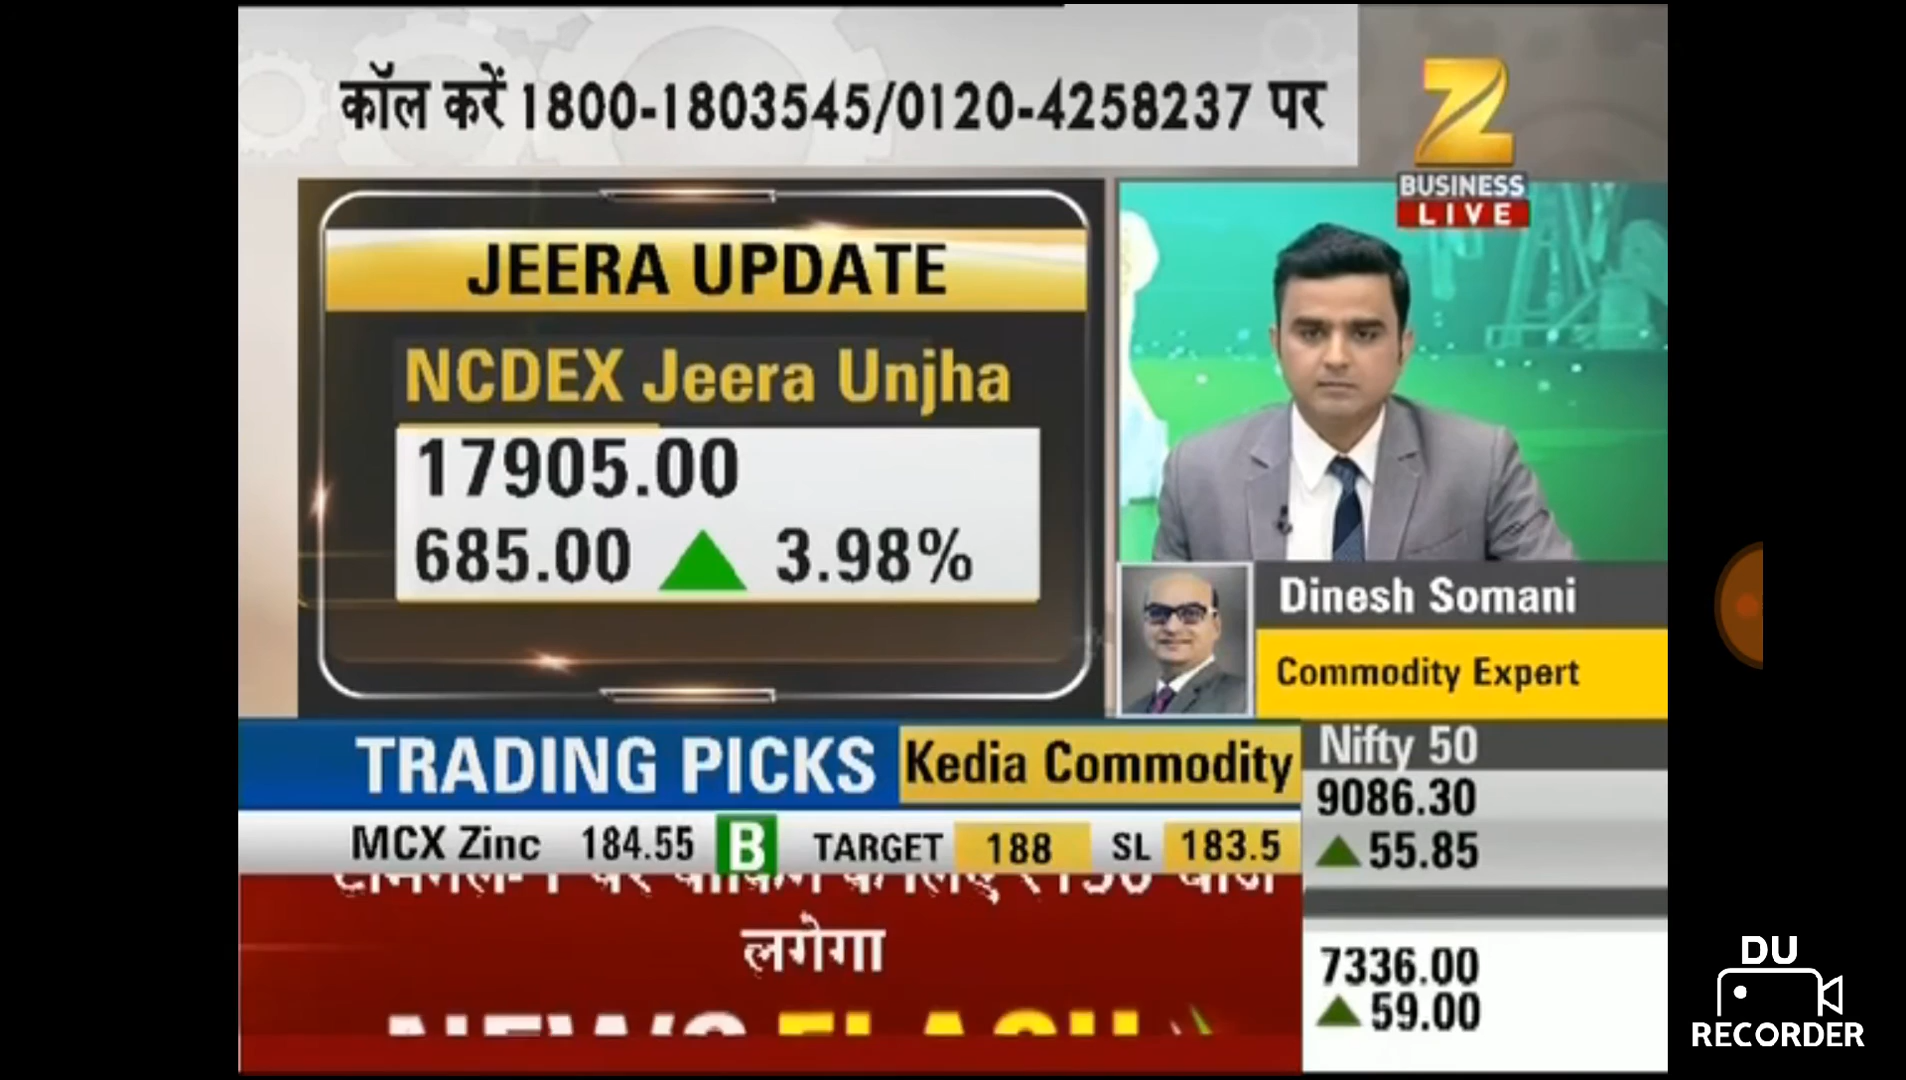 कॉल करें 1800-1803545/0120-4258237 पर
Z
BUSINESS
LIVE
JEERA UPDATE
NCDEX Jeera Unjha
17905.00
685.00 3.98%
Dinesh Somani
Commodity Expert
TRADING PICKS Kedia Commodity
MCX Zinc 184.55 B TARGET 188 SL 183.5
लगेगा
NEWS FLASH
Nifty 50
9086.30
55.85
7336.00
59.00
DU
RECORDER